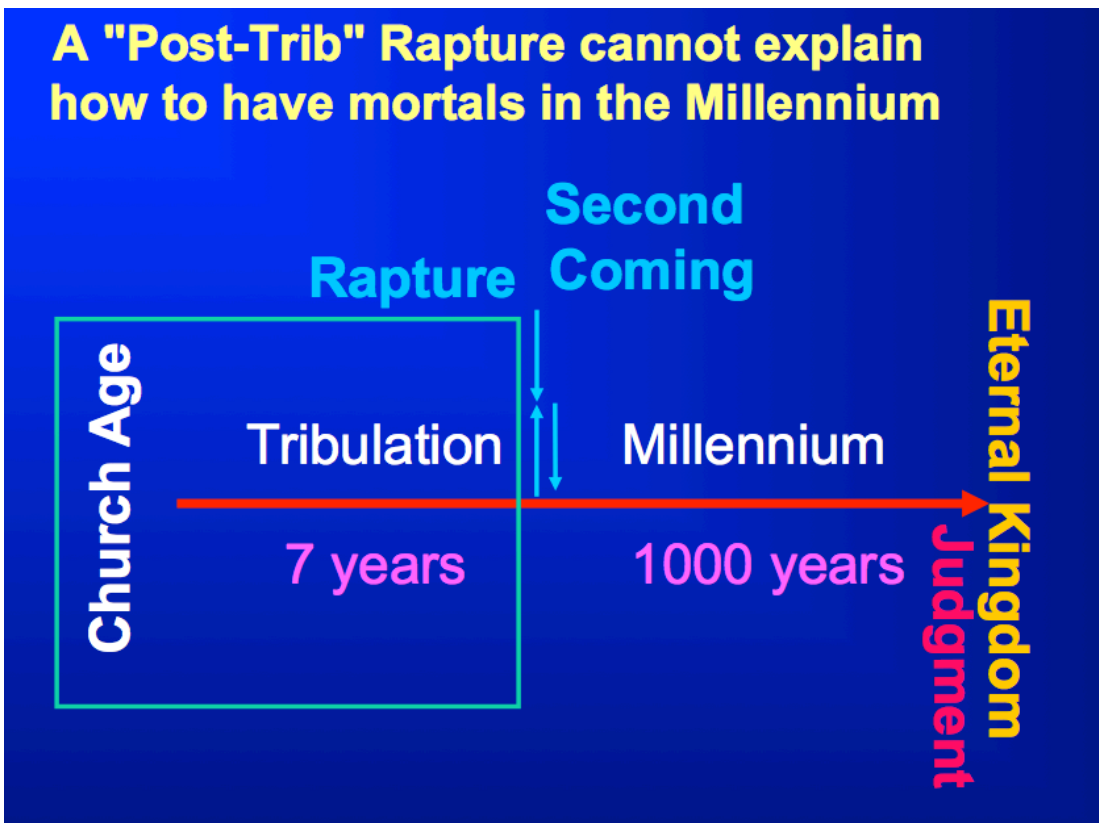 A "Post-Trib" Rapture cannot explain
how to have mortals in the Millennium
Second
Coming
Rapture
Church Age
Tribulation
Millennium
7 years
1000 years
Judgment
Eternal Kingdom